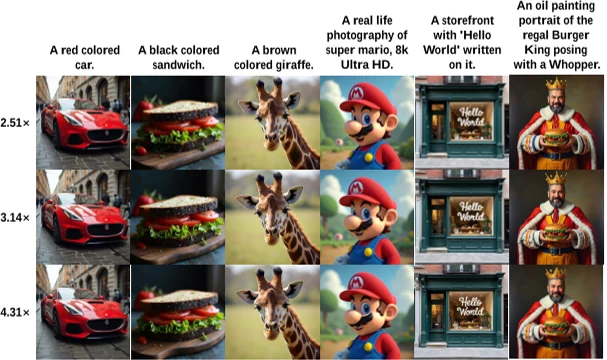 A red colored
car.
A black colored
sandwich.
A brown
colored giraffe.
A real life
photography of
super mario, 8k
Ultra HD.
A storefront
with 'Hello
World' written
on it.
An oil painting
portrait of the
regal Burger
King posing
with a Whopper.
2.51×
M
Hello
World
3.14×
M
Hello
World
4.31×
M
Hello
World